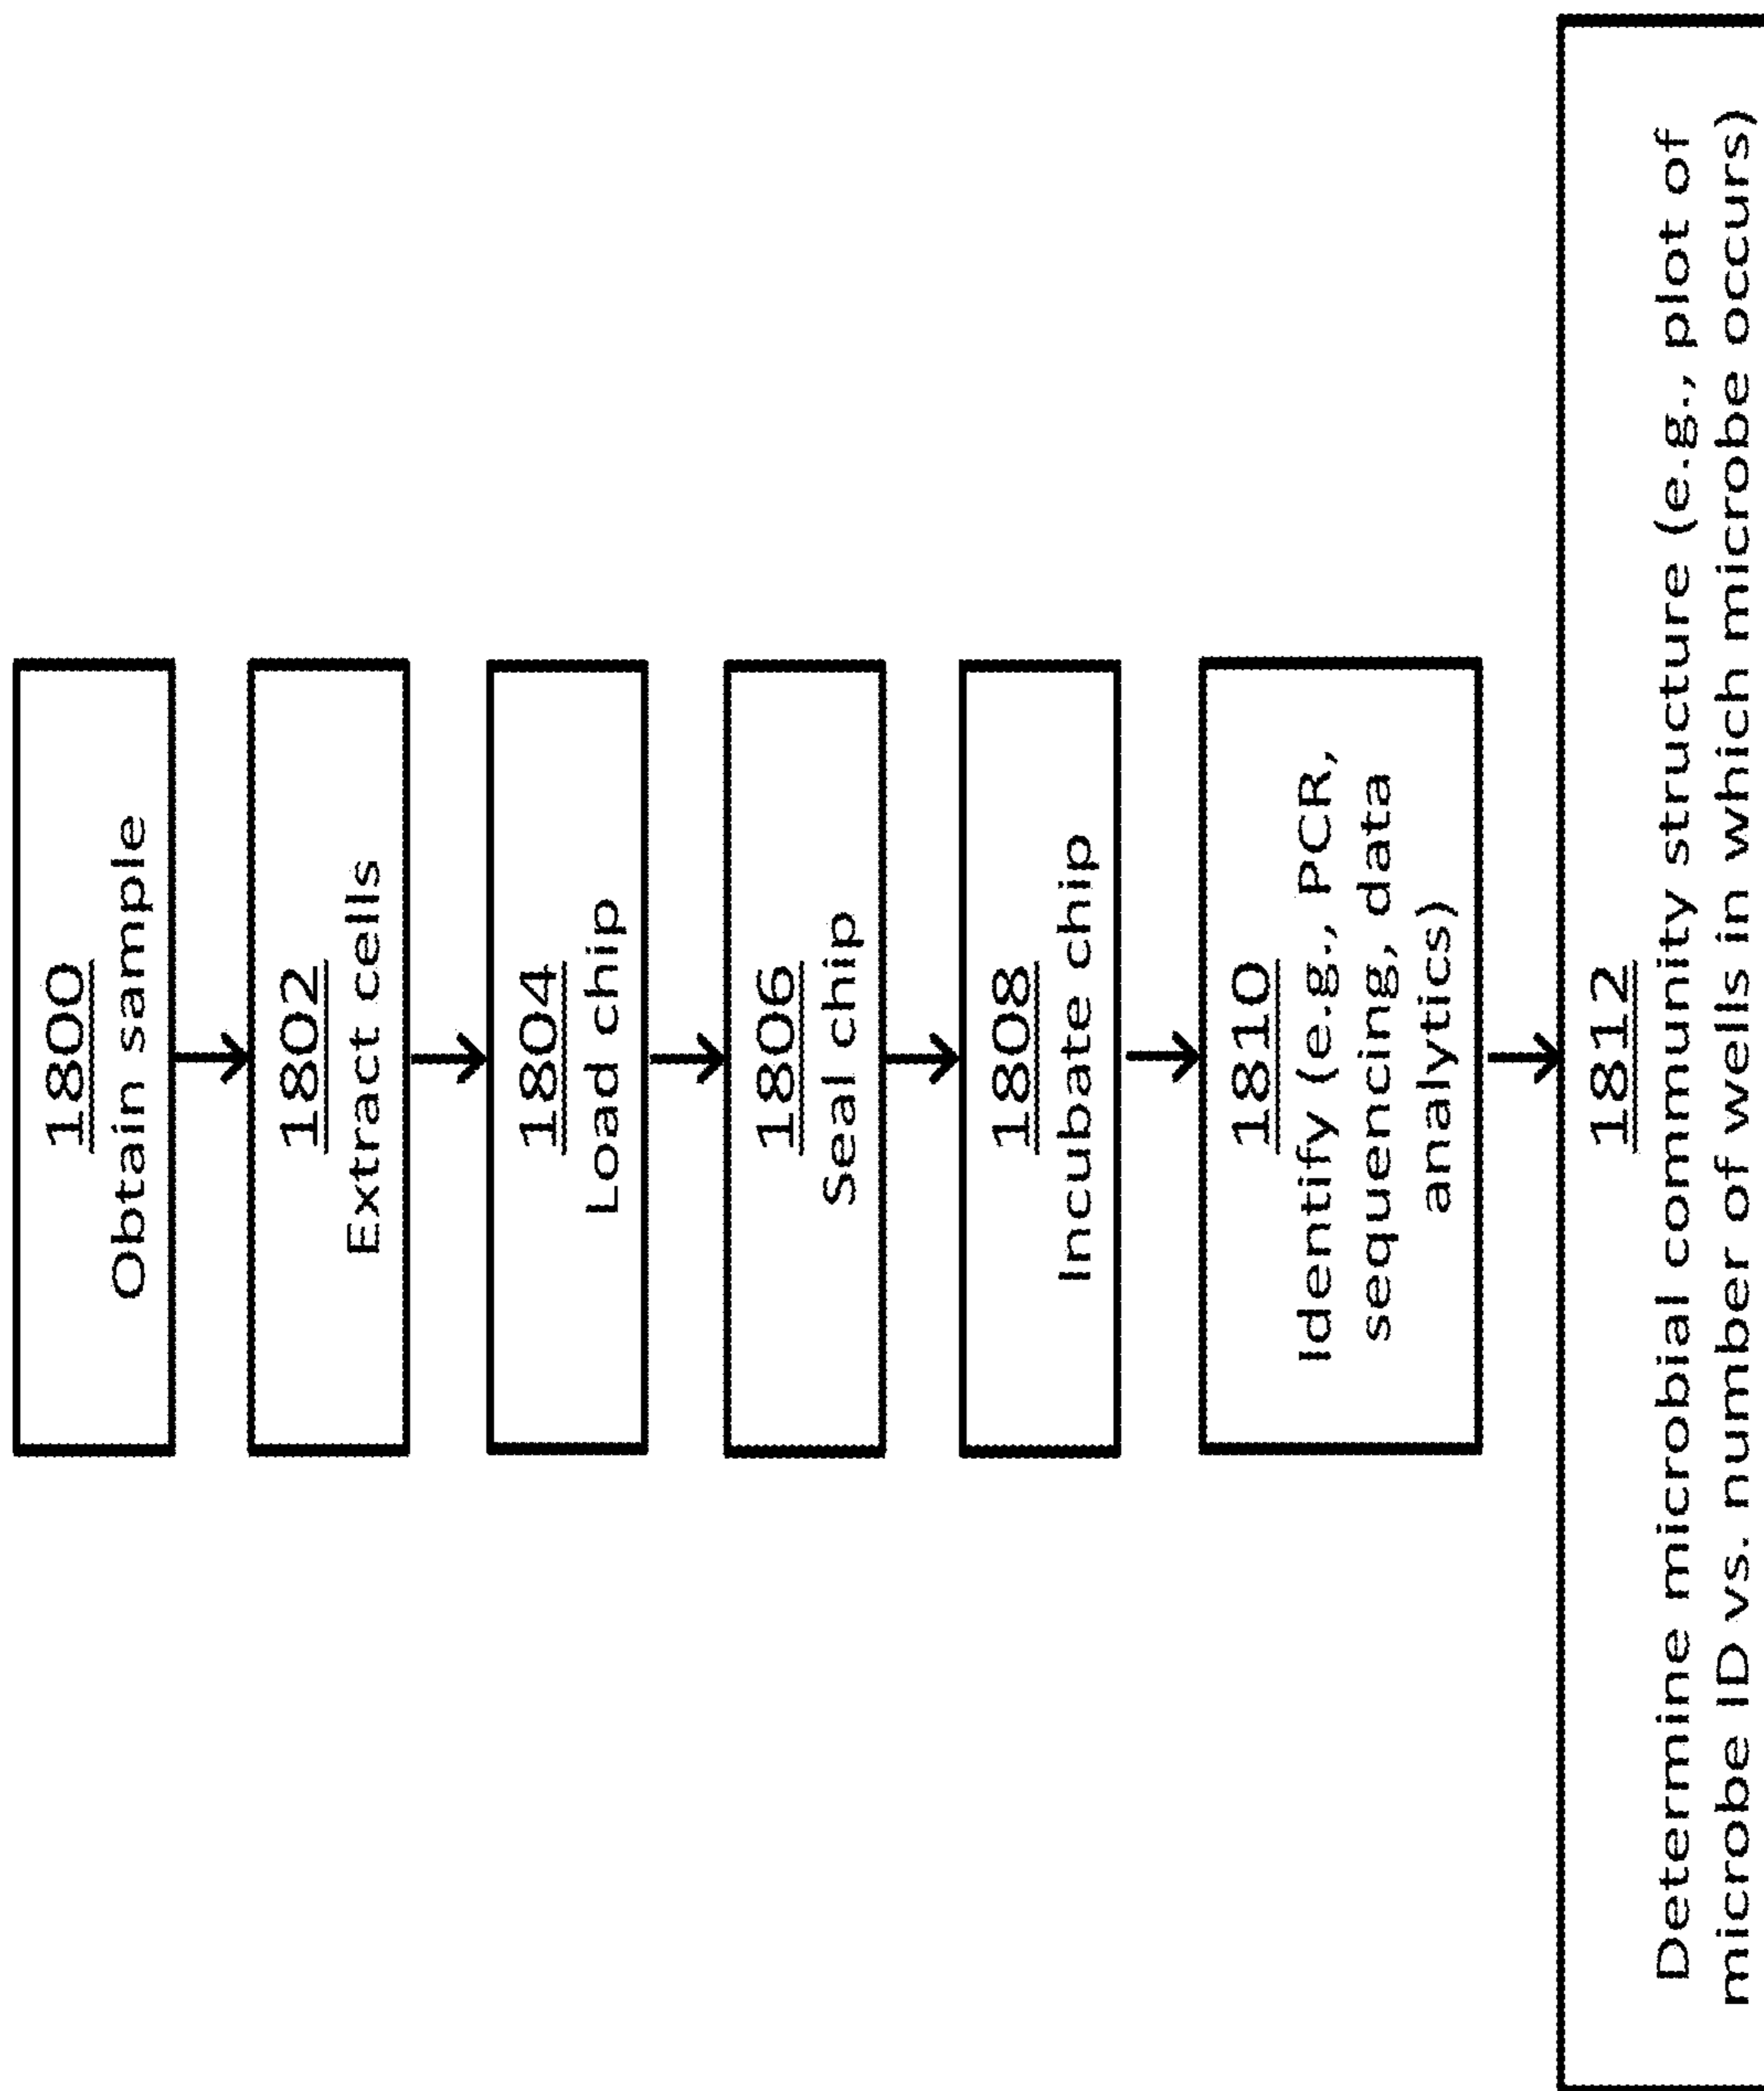 1800
Obtain sample
1802
Extract cells
1804
Load chip
1806
Seal chip
1808
Incubate chip
1810
Identify (e.g., PCR,
sequencing, data
analytics)
1812
Determine microbial community structure (e.g., plot of
microbe ID vs. number of wells in which microbe occurs)